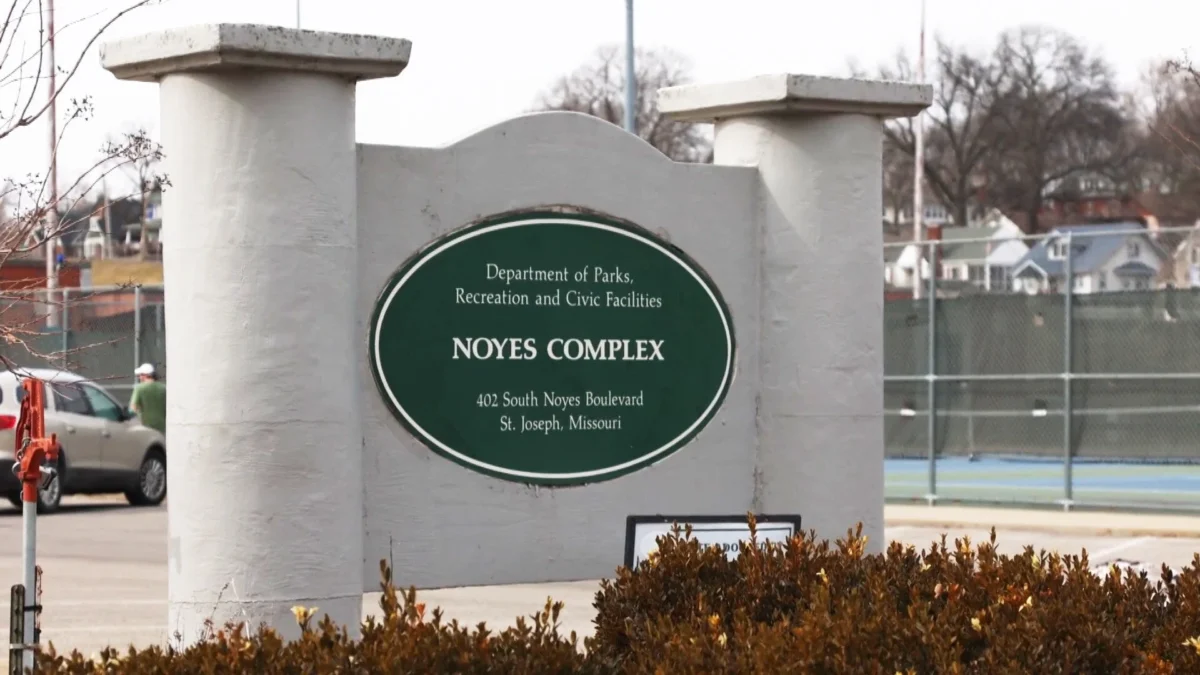 Department of Parks,
Recreation and Civic Facilities
NOYES COMPLEX
402 South Noyes Boulevard
St. Joseph, Missouri